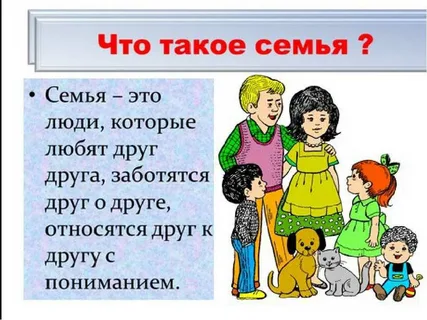 Что такое семья ?
• Семья – это
люди, которые
любят друг
друга, заботятся
друг о друге,
относятся друг к
другу с
пониманием.